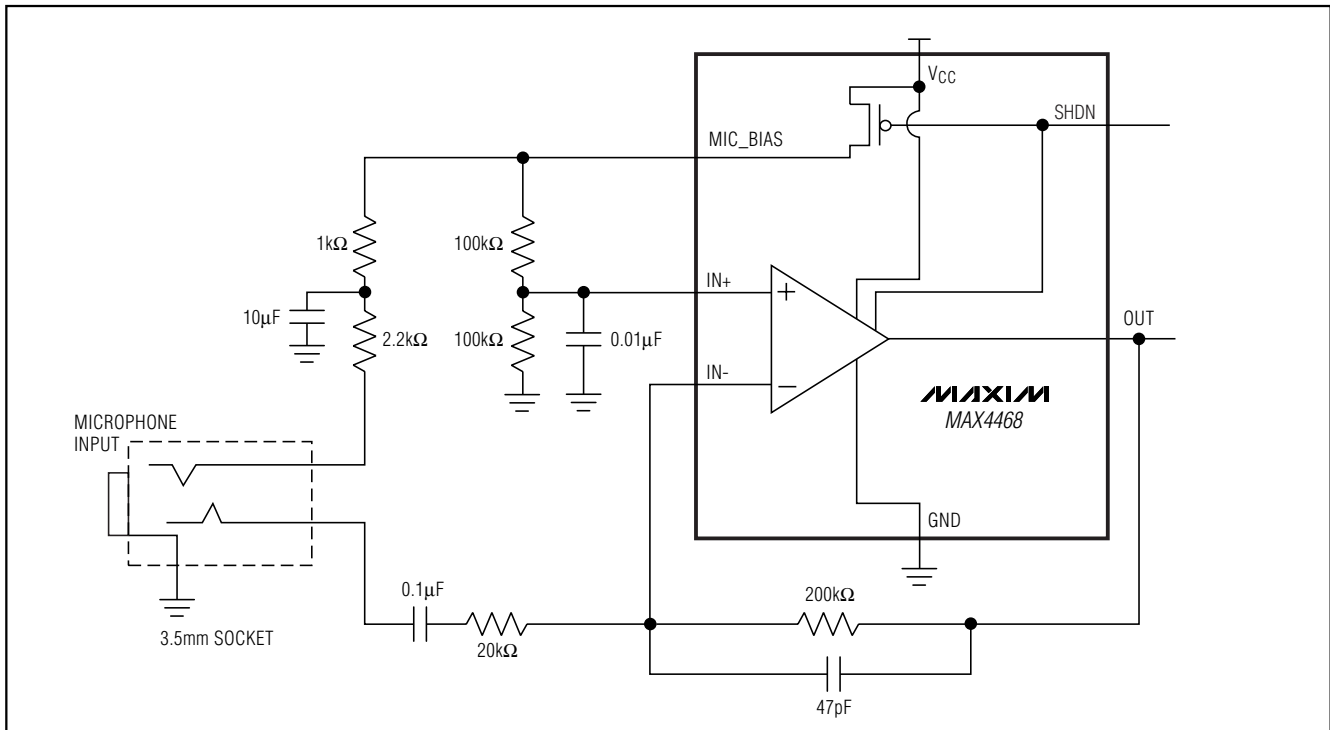 VCC
SHDN
MIC_BIAS
1kΩ
100kΩ
IN+
+
10µF
2.2kΩ
100kΩ
0.01µF
OUT
IN-
−
MAXIM
MAX4468
MICROPHONE
INPUT
GND
0.1µF
200kΩ
3.5mm SOCKET
20kΩ
47pF